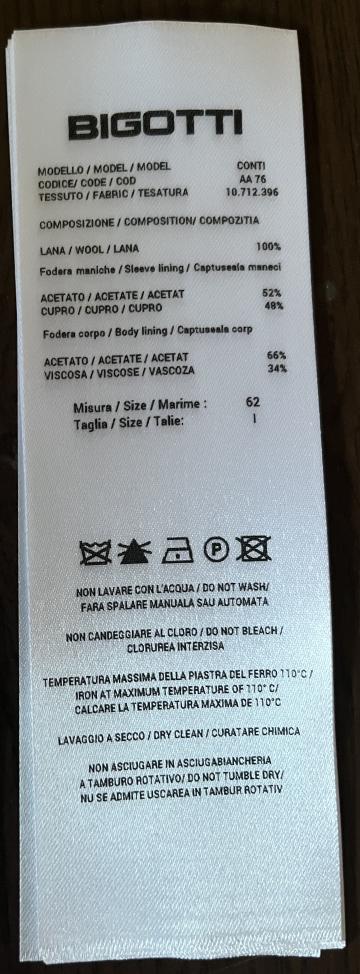 BIGOTTI
MODELLO / MODEL / MODEL CONTI
CODICE/ CODE / COD AA 76
TESSUTO / FABRIC / TESATURA 10.712.396
COMPOSIZIONE / COMPOSITION/ COMPOZITIA
LANA / WOOL / LANA 100%
Fodera maniche / Sleeve lining / Captuseala maneci
ACETATO / ACETATE / ACETAT 52%
CUPRO / CUPRO / CUPRO 48%
Fodera corpo / Body lining / Captuseala corp
ACETATO / ACETATE / ACETAT 66%
VISCOSA / VISCOSE / VASCOZA 34%
Misura / Size / Marime : 62
Taglia / Size / Talie: I
P
NON LAVARE CON L'ACQUA / DO NOT WASH/
FARA SPALARE MANUALA SAU AUTOMATA
NON CANDEGGIARE AL CLORO / DO NOT BLEACH /
CLORUREA INTERZISA
TEMPERATURA MASSIMA DELLA PIASTRA DEL FERRO 110°C /
IRON AT MAXIMUM TEMPERATURE OF 110° C/
CALCARE LA TEMPERATURA MAXIMA DE 110°C
LAVAGGIO A SECCO / DRY CLEAN / CURATARE CHIMICA
NON ASCIUGARE IN ASCIUGABIANCHERIA
A TAMBURO ROTATIVO/ DO NOT TUMBLE DRY/
NU SE ADMITE USCAREA IN TAMBUR ROTATIV